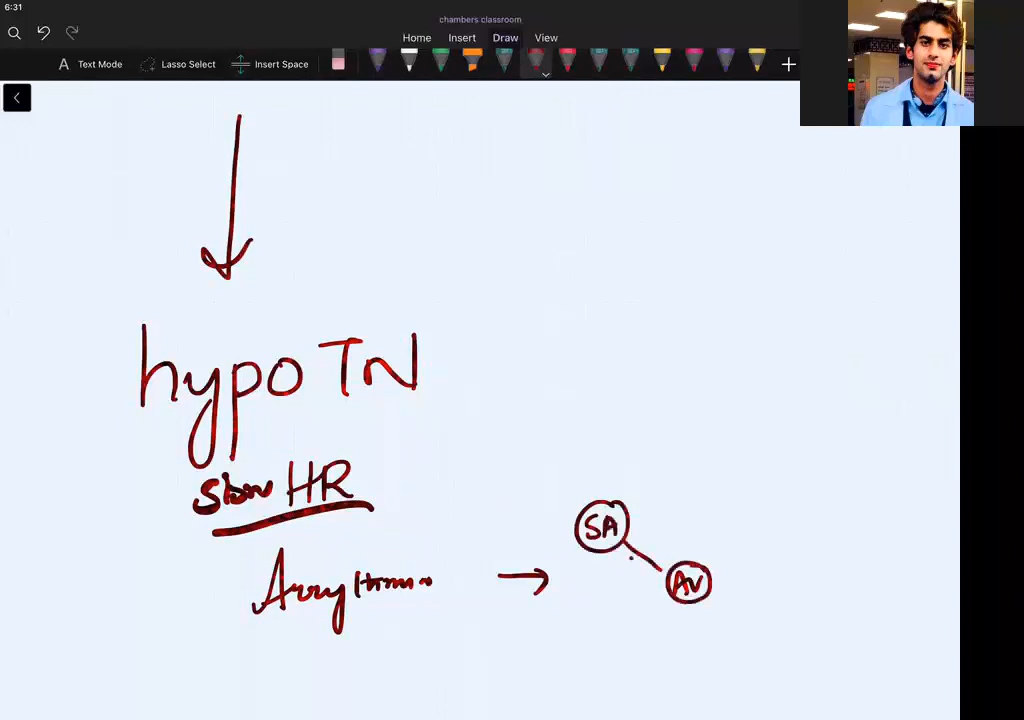 6:31
chambers classroom
Home Insert Draw View
A Text Mode Lasso Select Insert Space
hypo TN
slow HR
SA
AV